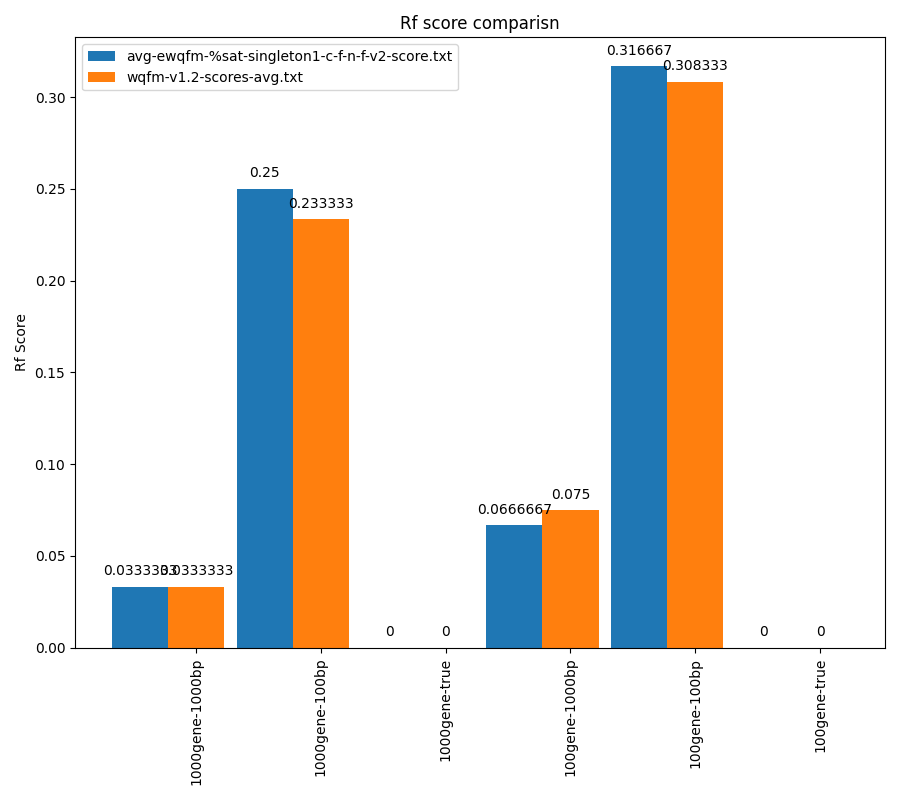 Rf score comparisn
avg-ewqfm-%sat-singleton1-c-f-n-f-v2-score.txt
wqfm-v1.2-scores-avg.txt
Rf Score
0.30
0.25
0.20
0.15
0.10
0.05
0.00
0.0333333
0.0333333
0.25
0.233333
0
0
0.0666667
0.075
0.316667
0.308333
0
0
1000gene-1000bp
1000gene-100bp
1000gene-true
100gene-1000bp
100gene-100bp
100gene-true